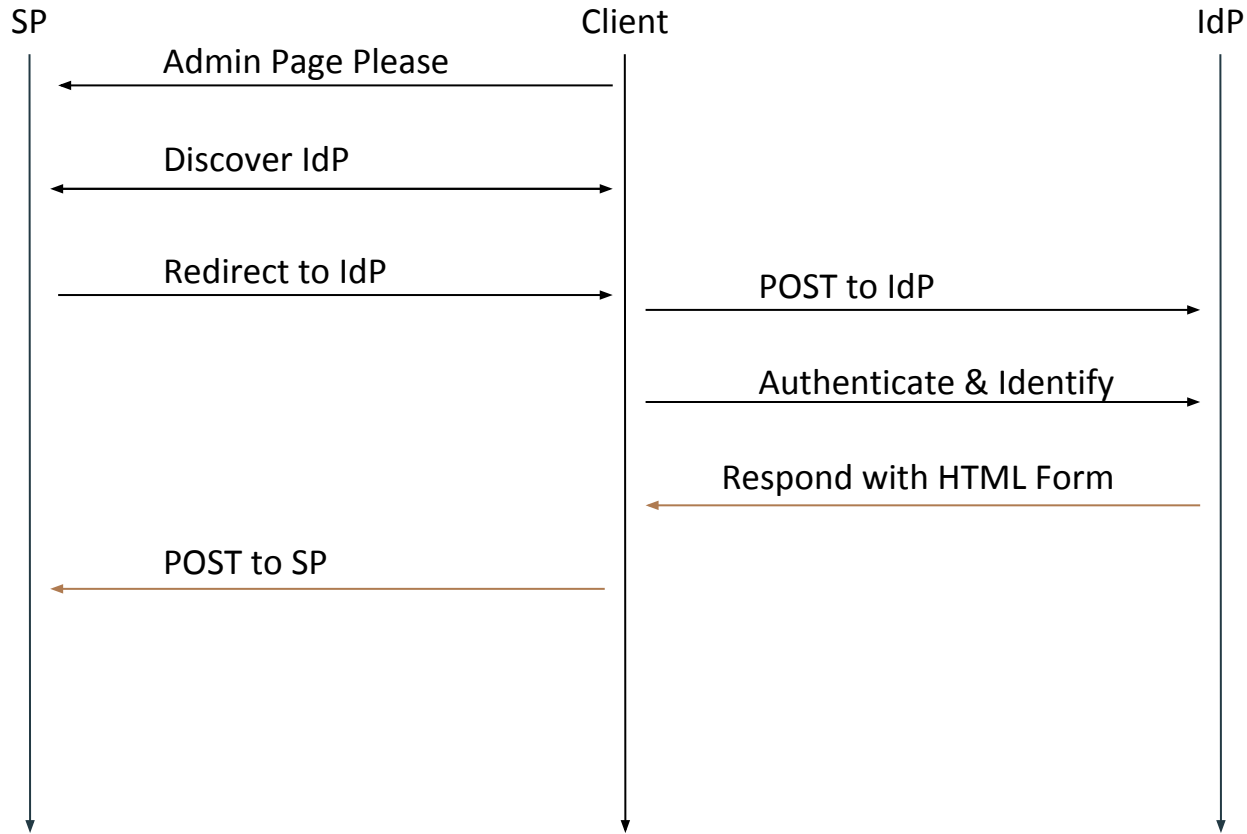 SP
Client
IdP
Admin Page Please
Discover IdP
Redirect to IdP
POST to IdP
Authenticate & Identify
Respond with HTML Form
POST to SP